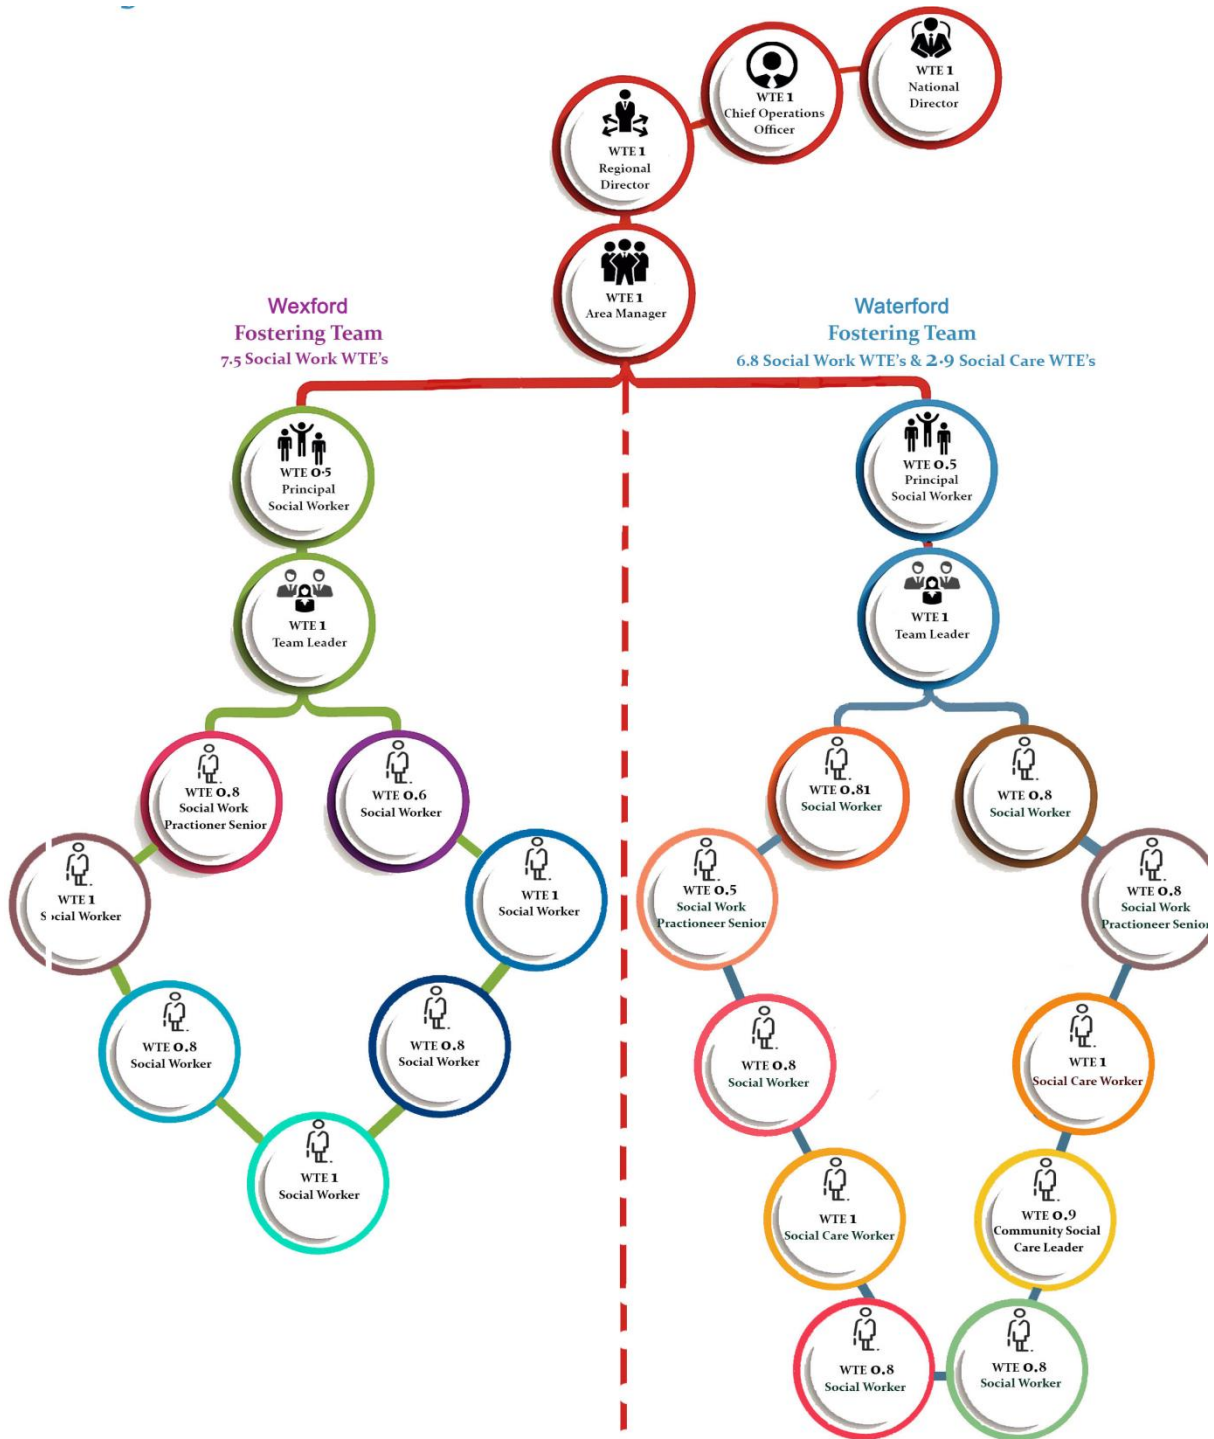 WTE 1
National
Director
WTE 1
Chief Operations
Officer
WTE 1
Regional
Director
WTE 1
Area Manager
Wexford
Fostering Team
7.5 Social Work WTE's
Waterford
Fostering Team
6.8 Social Work WTE's & 2.9 Social Care WTE's
WTE 0.5
Principal
Social Worker
WTE 1
Team Leader
WTE 0.8
Social Work
Practioner Senior
WTE 0.6
Social Worker
WTE 1
Social Worker
WTE 1
Social Worker
WTE 0.8
Social Worker
WTE 0.8
Social Worker
WTE 1
Social Worker
WTE 0.5
Principal
Social Worker
WTE 1
Team Leader
WTE 0.81
Social Worker
WTE 0.8
Social Worker
WTE 0.5
Social Work
Practioneer Senior
WTE 0.8
Social Work
Practioneer Senior
WTE 0.8
Social Worker
WTE 1
Social Care Worker
WTE 1
Social Care Worker
WTE 0.9
Community Social
Care Leader
WTE 0.8
Social Worker
WTE 0.8
Social Worker